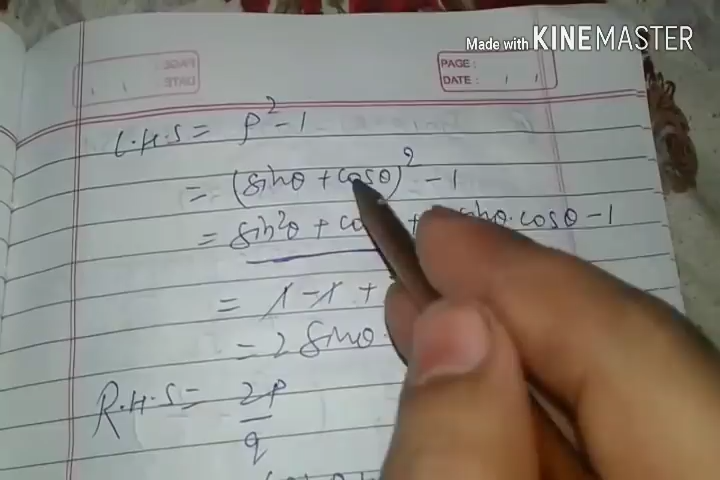 Made with KINEMASTER
PAGE :
DATE : / /
L.H.S = P² - 1
= (sinθ + cosθ)² - 1
= sin²θ + co + sinθ.cosθ - 1
= 1 - 1 +
= 2 sinθ.
R.H.S = 2P/q